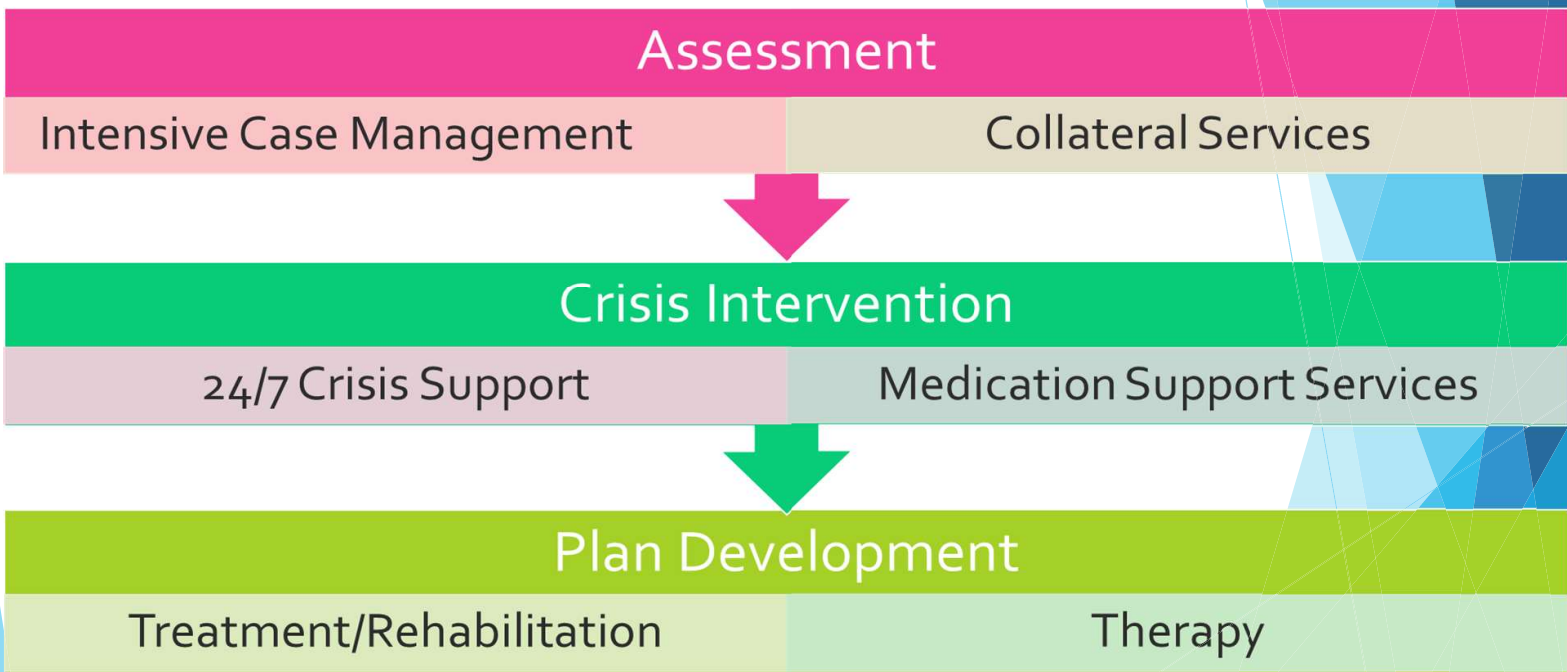 Assessment
Intensive Case Management
Collateral Services
Crisis Intervention
24/7 Crisis Support
Medication Support Services
Plan Development
Treatment/Rehabilitation
Therapy